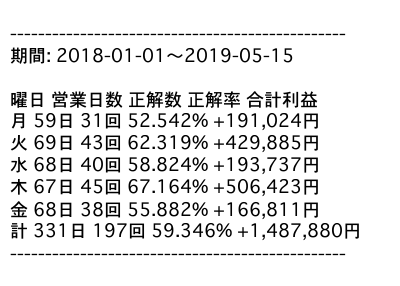 ------------------------------------------------
期間: 2018-01-01～2019-05-15
曜日 営業日数 正解数 正解率 合計利益
月 59日 31回 52.542% +191,024円
火 69日 43回 62.319% +429,885円
水 68日 40回 58.824% +193,737円
木 67日 45回 67.164% +506,423円
金 68日 38回 55.882% +166,811円
計 331日 197回 59.346% +1,487,880円
------------------------------------------------